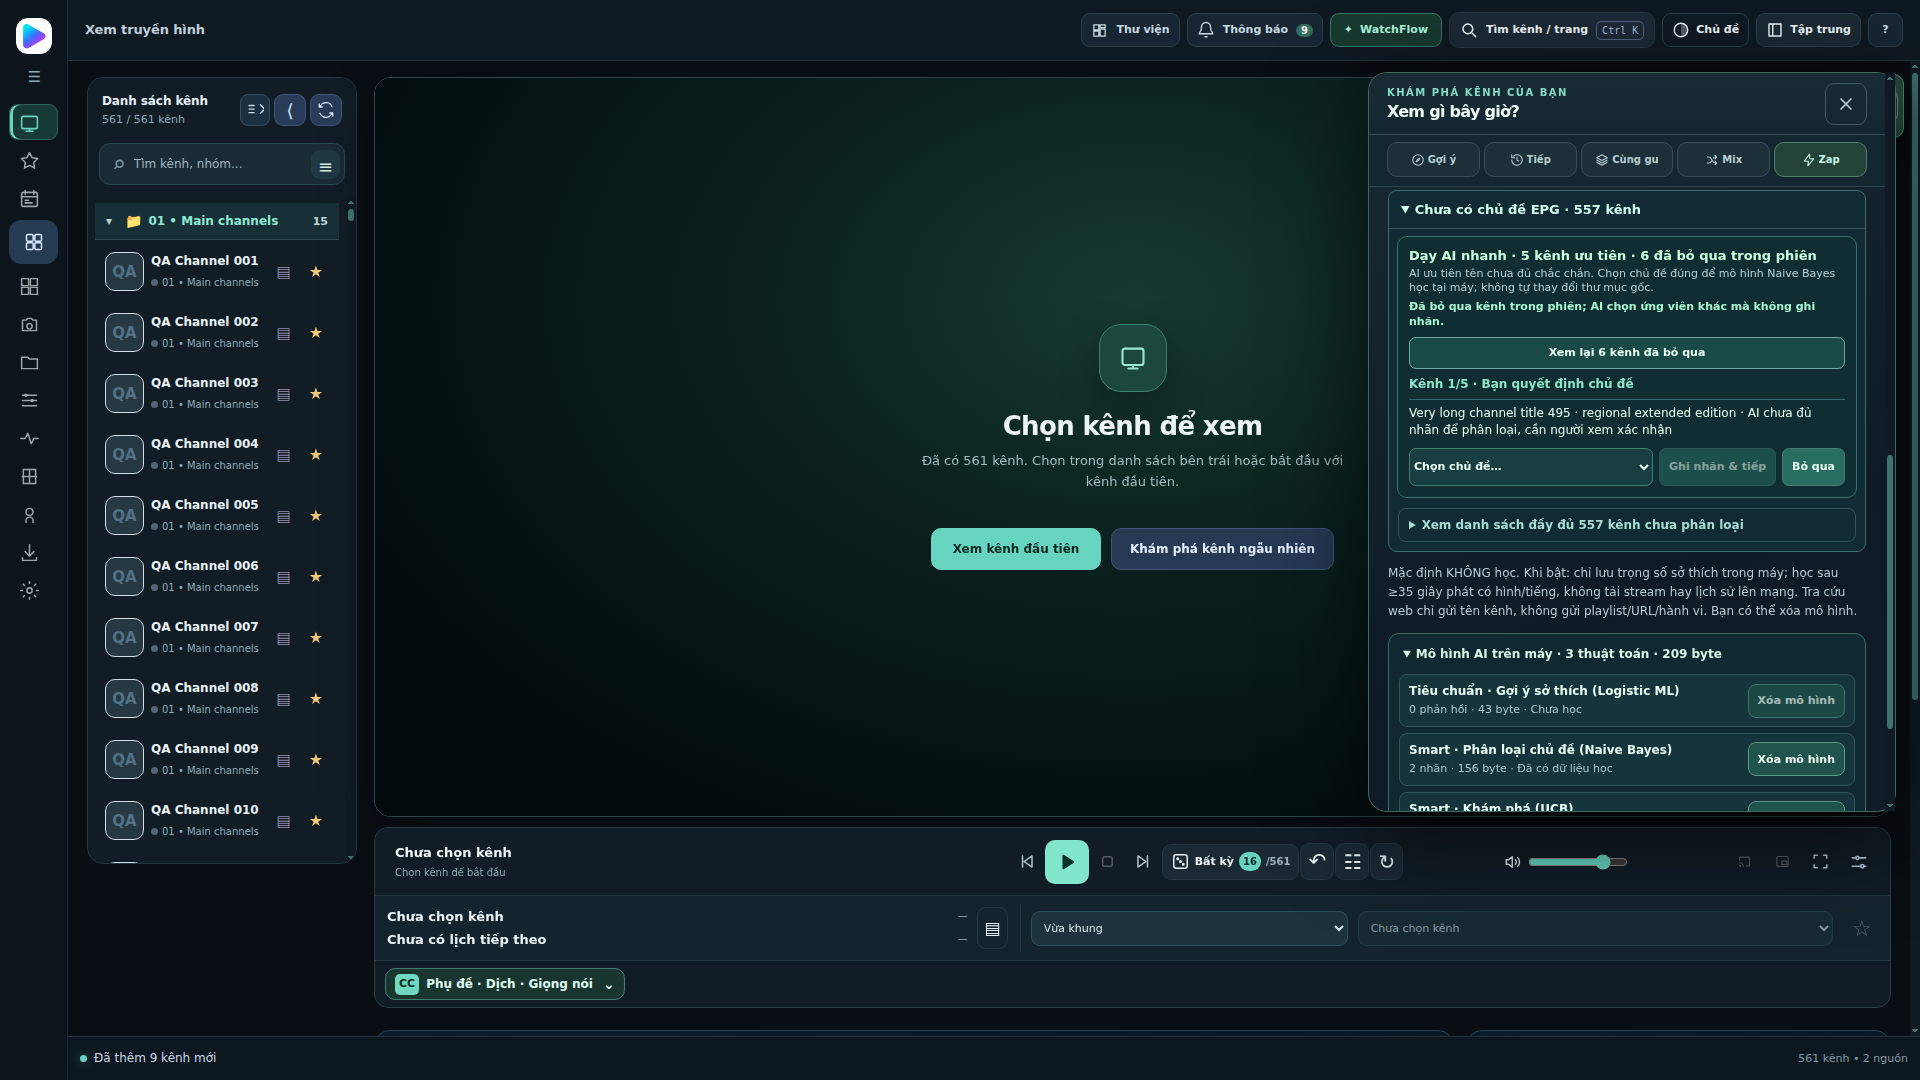 Xem truyền hình
Thư viện
Thông báo 9
WatchFlow
Tìm kênh / trang Ctrl K
Chủ đề
Tập trung
?
Danh sách kênh
561 / 561 kênh
Tìm kênh, nhóm...
01 • Main channels 15
QA QA Channel 001
01 • Main channels
QA QA Channel 002
01 • Main channels
QA QA Channel 003
01 • Main channels
QA QA Channel 004
01 • Main channels
QA QA Channel 005
01 • Main channels
QA QA Channel 006
01 • Main channels
QA QA Channel 007
01 • Main channels
QA QA Channel 008
01 • Main channels
QA QA Channel 009
01 • Main channels
QA QA Channel 010
01 • Main channels
Chọn kênh để xem
Đã có 561 kênh. Chọn trong danh sách bên trái hoặc bắt đầu với
kênh đầu tiên.
Xem kênh đầu tiên
Khám phá kênh ngẫu nhiên
KHÁM PHÁ KÊNH CỦA BẠN
Xem gì bây giờ?
Gợi ý
Tiếp
Cùng gu
Mix
Zap
Chưa có chủ đề EPG · 557 kênh
Dạy AI nhanh · 5 kênh ưu tiên · 6 đã bỏ qua trong phiên
AI ưu tiên tên chưa đủ chắc chắn. Chọn chủ đề đúng để mô hình Naive Bayes
học tại máy; không tự thay đổi thư mục gốc.
Đã bỏ qua kênh trong phiên; AI chọn ứng viên khác mà không ghi
nhãn.
Xem lại 6 kênh đã bỏ qua
Kênh 1/5 · Bạn quyết định chủ đề
Very long channel title 495 · regional extended edition · AI chưa đủ
nhãn để phân loại, cần người xem xác nhận
Chọn chủ đề...
Ghi nhãn & tiếp
Bỏ qua
Xem danh sách đầy đủ 557 kênh chưa phân loại
Mặc định KHÔNG học. Khi bật: chỉ lưu trọng số sở thích trong máy; học sau
≥35 giây phát có hình/tiếng, không tải stream hay lịch sử lên mạng. Tra cứu
web chỉ gửi tên kênh, không gửi playlist/URL/hành vi. Bạn có thể xóa mô hình.
Mô hình AI trên máy · 3 thuật toán · 209 byte
Tiêu chuẩn · Gợi ý sở thích (Logistic ML)
0 phản hồi · 43 byte · Chưa học
Xóa mô hình
Smart · Phân loại chủ đề (Naive Bayes)
2 nhãn · 156 byte · Đã có dữ liệu học
Xóa mô hình
Smart · Khám phá (UCB)
Chưa chọn kênh
Chọn kênh để bắt đầu
Bất kỳ 16 /561
Chưa chọn kênh —
Chưa có lịch tiếp theo —
Vừa khung
Chưa chọn kênh
CC Phụ đề · Dịch · Giọng nói
Đã thêm 9 kênh mới
561 kênh • 2 nguồn